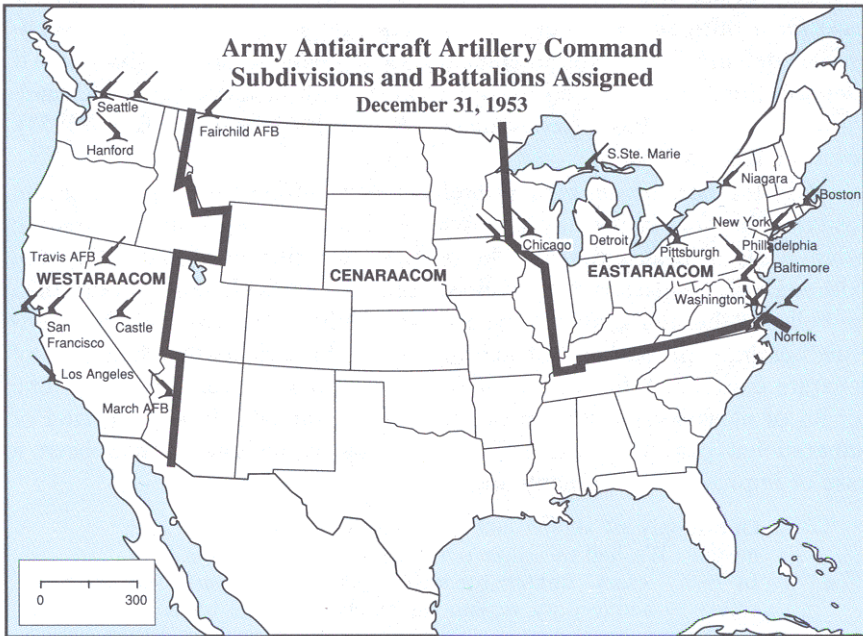 Army Antiaircraft Artillery Command
Subdivisions and Battalions Assigned
December 31, 1953
Seattle
Fairchild AFB
Hanford
S.Ste. Marie
Niagara
Boston
New York
Chicago
Detroit
Pittsburgh
Philadelphia
Travis AFB
WESTARAACOM
CENARAACOM
EASTARAACOM
Baltimore
Washington
San
Francisco
Castle
Norfolk
Los Angeles
March AFB
0
300